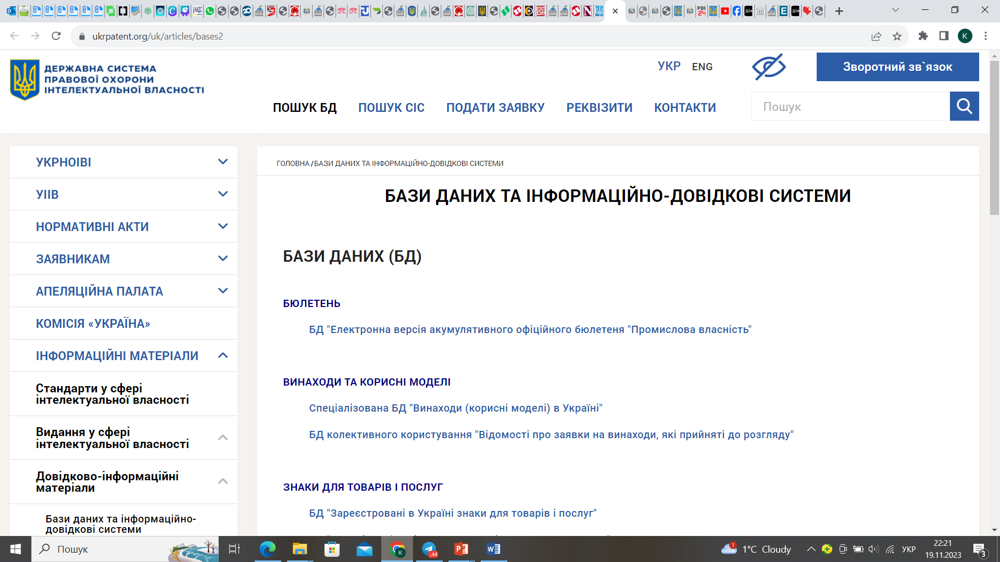 ukrpatent.org/uk/articles/bases2
K
ДЕРЖАВНА СИСТЕМА
ПРАВОВОЇ ОХОРОНИ
ІНТЕЛЕКТУАЛЬНОЇ ВЛАСНОСТІ
УКР ENG
Зворотний зв`язок
ПОШУК БД ПОШУК СІС ПОДАТИ ЗАЯВКУ РЕКВІЗИТИ КОНТАКТИ
Пошук
УКРНОІВІ
УІІВ
НОРМАТИВНІ АКТИ
ЗАЯВНИКАМ
АПЕЛЯЦІЙНА ПАЛАТА
КОМІСІЯ «УКРАЇНА»
ІНФОРМАЦІЙНІ МАТЕРІАЛИ
Стандарти у сфері
інтелектуальної власності
Видання у сфері
інтелектуальної власності
Довідково-інформаційні
матеріали
Бази даних та інформаційно-
довідкові системи
ГОЛОВНА / БАЗИ ДАНИХ ТА ІНФОРМАЦІЙНО-ДОВІДКОВІ СИСТЕМИ
БАЗИ ДАНИХ ТА ІНФОРМАЦІЙНО-ДОВІДКОВІ СИСТЕМИ
БАЗИ ДАНИХ (БД)
БЮЛЕТЕНЬ
БД "Електронна версія акумулятивного офіційного бюлетеня "Промислова власність"
ВИНАХОДИ ТА КОРИСНІ МОДЕЛІ
Спеціалізована БД "Винаходи (корисні моделі) в Україні"
БД колективного користування "Відомості про заявки на винаходи, які прийняті до розгляду"
ЗНАКИ ДЛЯ ТОВАРІВ І ПОСЛУГ
БД "Зареєстровані в Україні знаки для товарів і послуг"
Пошук
..44
1
1°C Cloudy
УКР
22:21
19.11.2023
3